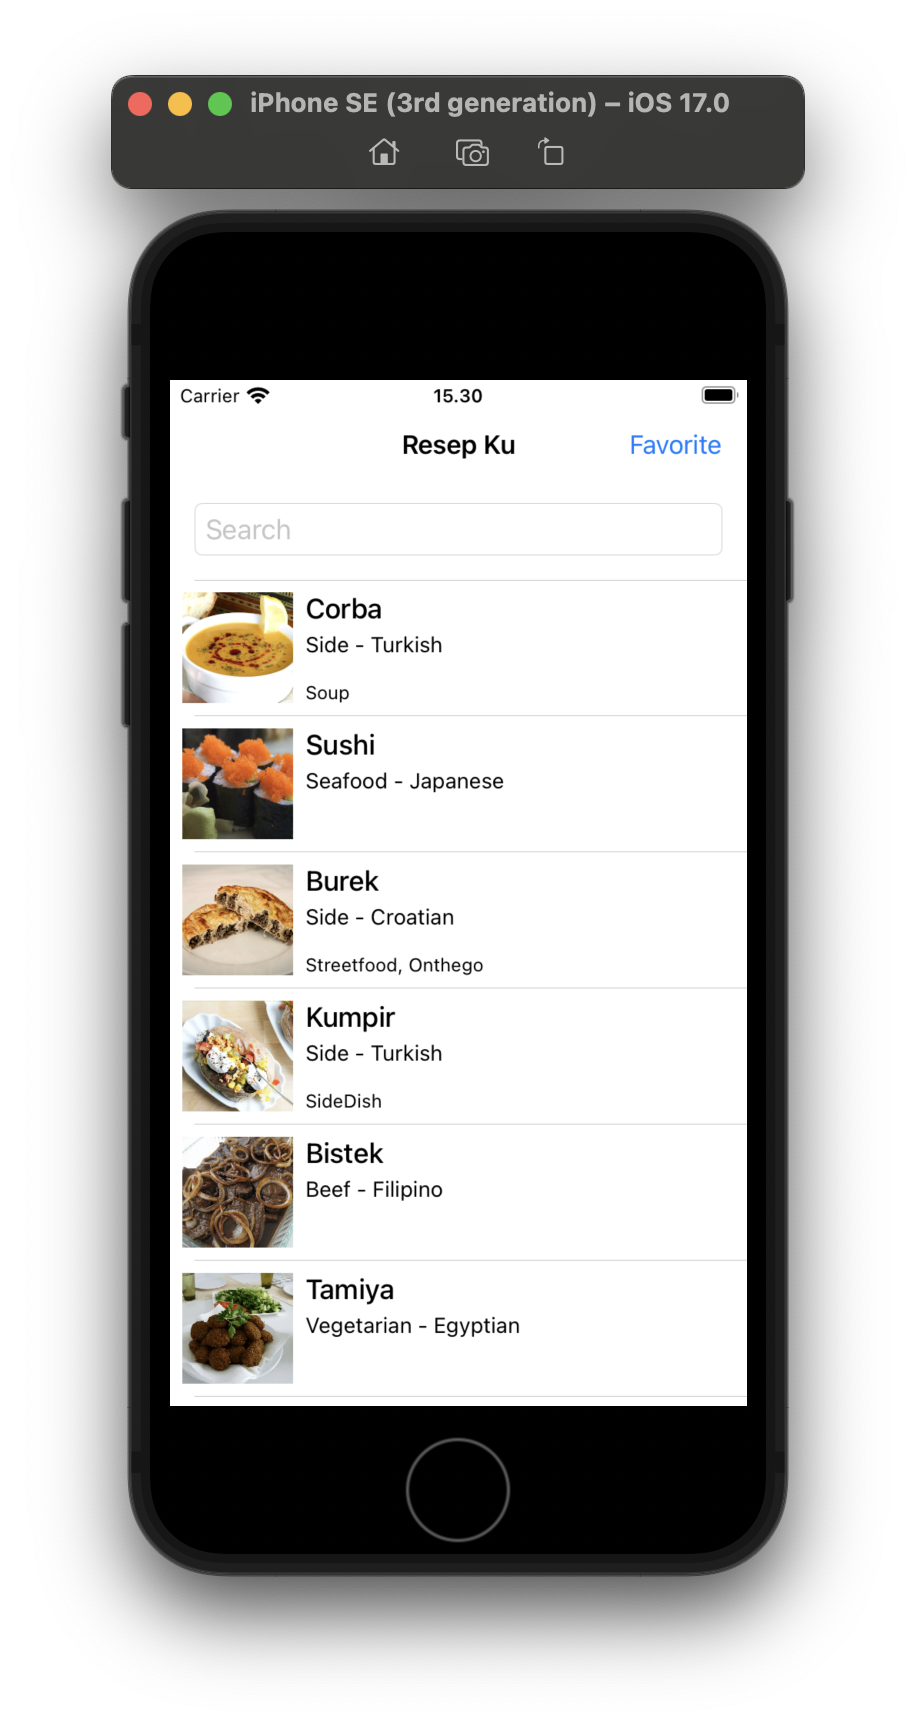 iPhone SE (3rd generation) – iOS 17.0
Carrier 15.30
Resep Ku Favorite
Search
Corba
Side - Turkish
Soup
Sushi
Seafood - Japanese
Burek
Side - Croatian
Streetfood, Onthego
Kumpir
Side - Turkish
SideDish
Bistek
Beef - Filipino
Tamiya
Vegetarian - Egyptian